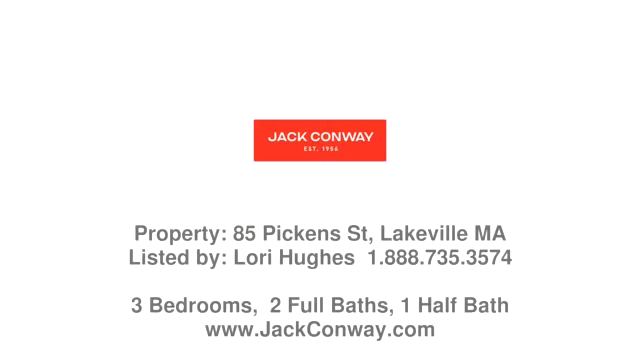 JACK CONWAY
EST. 1956
Property: 85 Pickens St, Lakeville MA
Listed by: Lori Hughes  1.888.735.3574
3 Bedrooms,  2 Full Baths, 1 Half Bath
www.JackConway.com